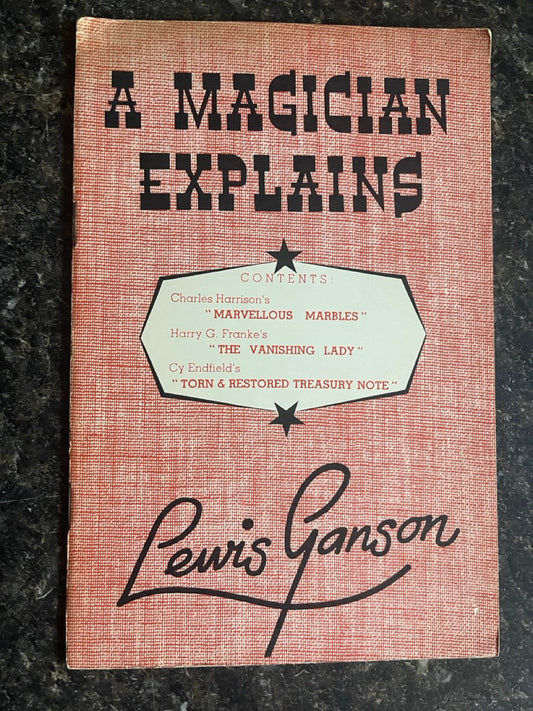 A MAGICIAN
EXPLAINS
CONTENTS:
Charles Harrison's
"MARVELLOUS MARBLES"
Harry G. Franke's
"THE VANISHING LADY"
Cy Endfield's
"TORN & RESTORED TREASURY NOTE"
Lewis Ganson